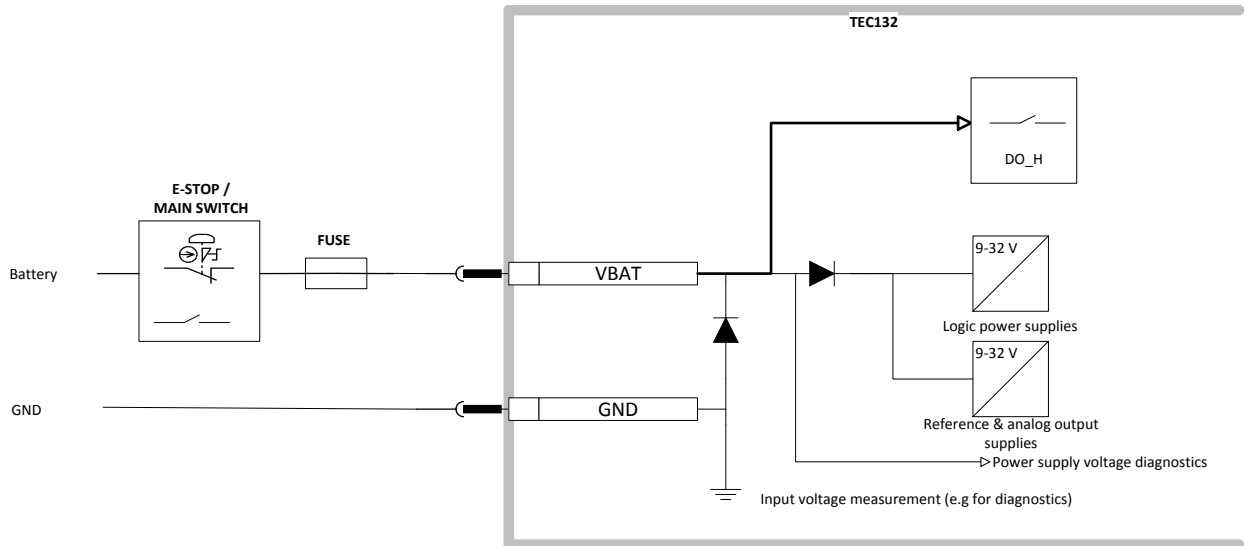 TEC132
DO_H
E-STOP /
MAIN SWITCH
FUSE
Battery
VBAT
9-32 V
Logic power supplies
9-32 V
GND
GND
Reference & analog output
supplies
Power supply voltage diagnostics
Input voltage measurement (e.g for diagnostics)